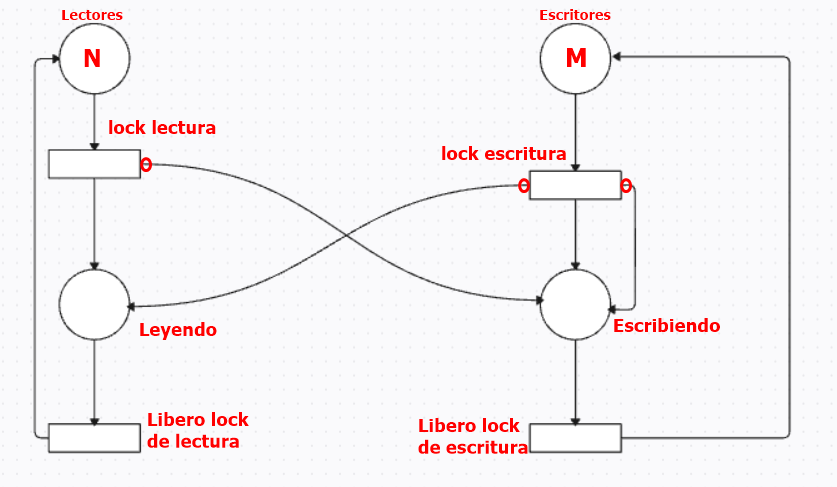 Lectores
Escritores
N
M
lock lectura
lock escritura
Leyendo
Escribiendo
Libero lock
de lectura
Libero lock
de escritura